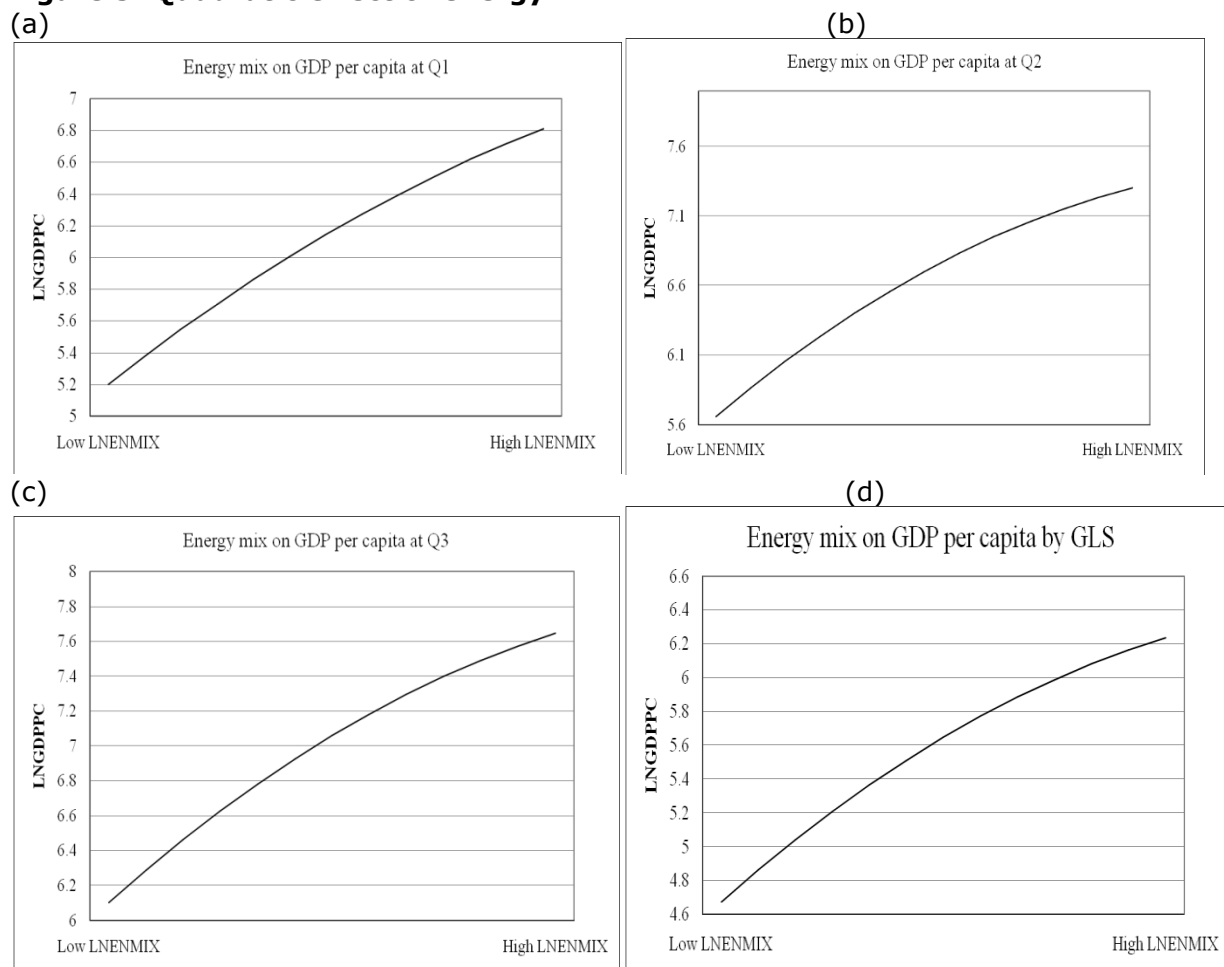 (a)
(b)
Energy mix on GDP per capita at Q1
7
6.8
6.6
6.4
6.2
6
5.8
5.6
5.4
5.2
5
LNGDPPC
Low LNENMIX
High LNENMIX
Energy mix on GDP per capita at Q2
7.6
7.1
6.6
6.1
5.6
LNGDPPC
Low LNENMIX
High LNENMIX
(c)
(d)
Energy mix on GDP per capita at Q3
8
7.8
7.6
7.4
7.2
7
6.8
6.6
6.4
6.2
6
LNGDPPC
Low LNENMIX
High LNENMIX
Energy mix on GDP per capita by GLS
6.6
6.4
6.2
6
5.8
5.6
5.4
5.2
5
4.8
4.6
LNGDPPC
Low LNENMIX
High LNENMIX